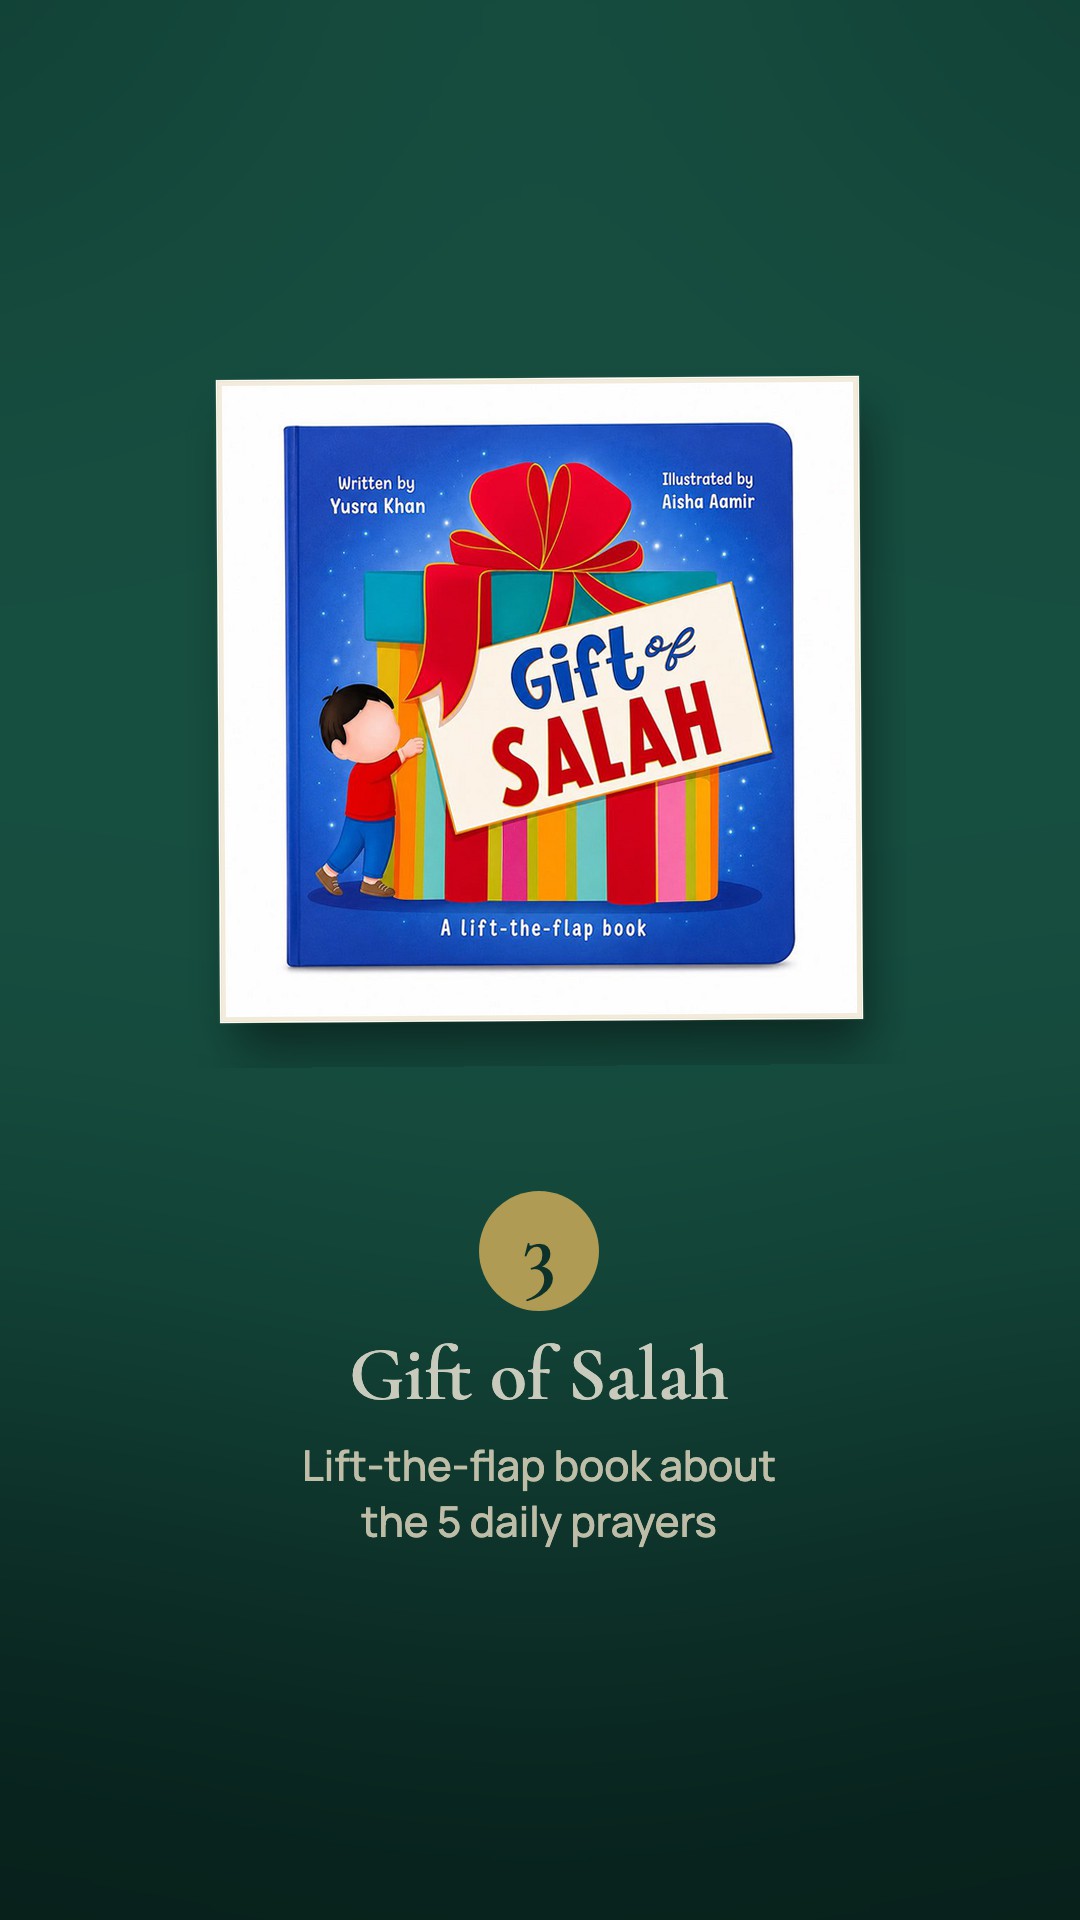 Written by
Yusra Khan
Illustrated by
Aisha Aamir
Gift of
SALAH
A lift-the-flap book
3
Gift of Salah
Lift-the-flap book about
the 5 daily prayers